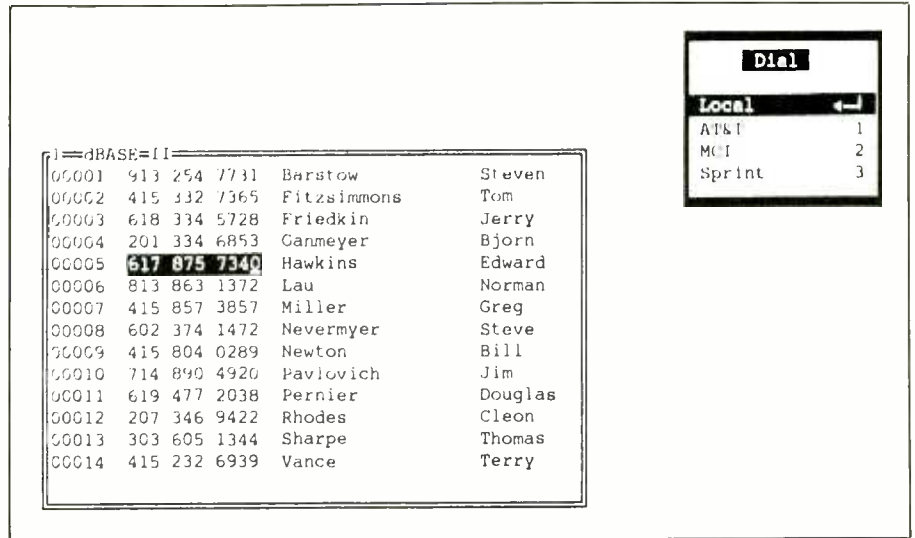 Dial
Local ◄─┘
AT&T 1
MCI 2
Sprint 3
1══dBASE=II
00001 913 254 7731 Barstow Steven
00002 415 332 7365 Fitzsimmons Tom
00003 618 334 5728 Friedkin Jerry
00004 201 334 6853 Ganmeyer Bjorn
00005 617 875 7340 Hawkins Edward
00006 813 863 1372 Lau Norman
00007 415 857 3857 Miller Greg
00008 602 374 1472 Nevermyer Steve
00009 415 804 0289 Newton Bill
00010 714 890 4920 Pavlovich Jim
00011 619 477 2038 Pernier Douglas
00012 207 346 9422 Rhodes Cleon
00013 303 605 1344 Sharpe Thomas
00014 415 232 6939 Vance Terry